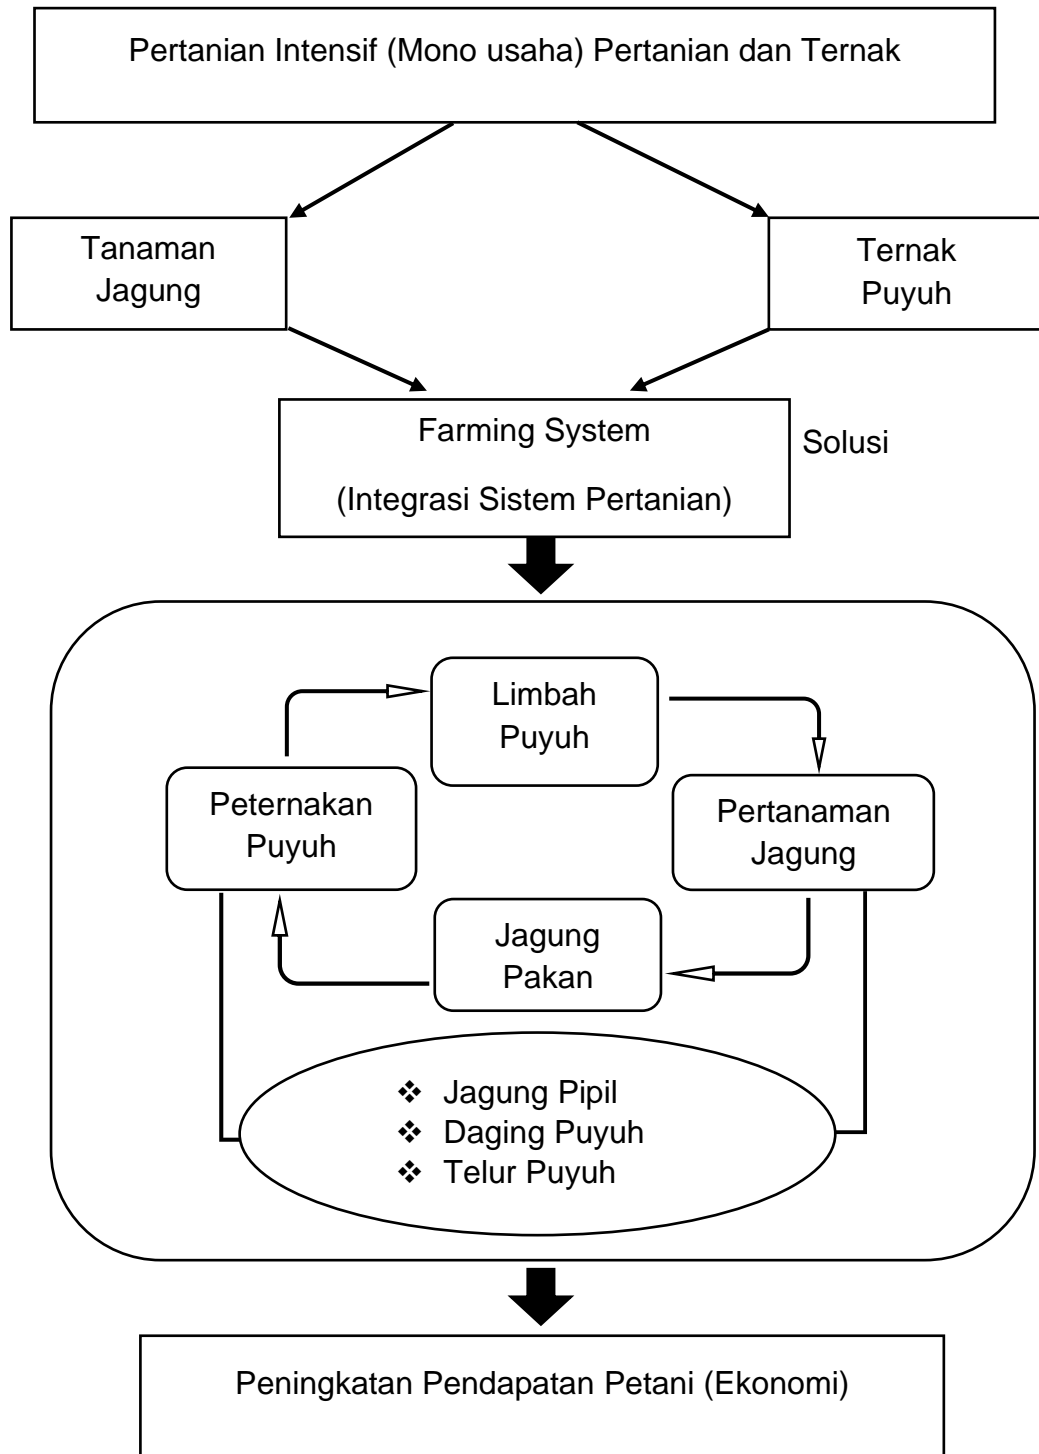 Pertanian Intensif (Mono usaha) Pertanian dan Ternak
Tanaman
Jagung
Ternak
Puyuh
Farming System
(Integrasi Sistem Pertanian)
Solusi
Limbah
Puyuh
Peternakan
Puyuh
Pertanaman
Jagung
Jagung
Pakan
❖ Jagung Pipil
❖ Daging Puyuh
❖ Telur Puyuh
Peningkatan Pendapatan Petani (Ekonomi)